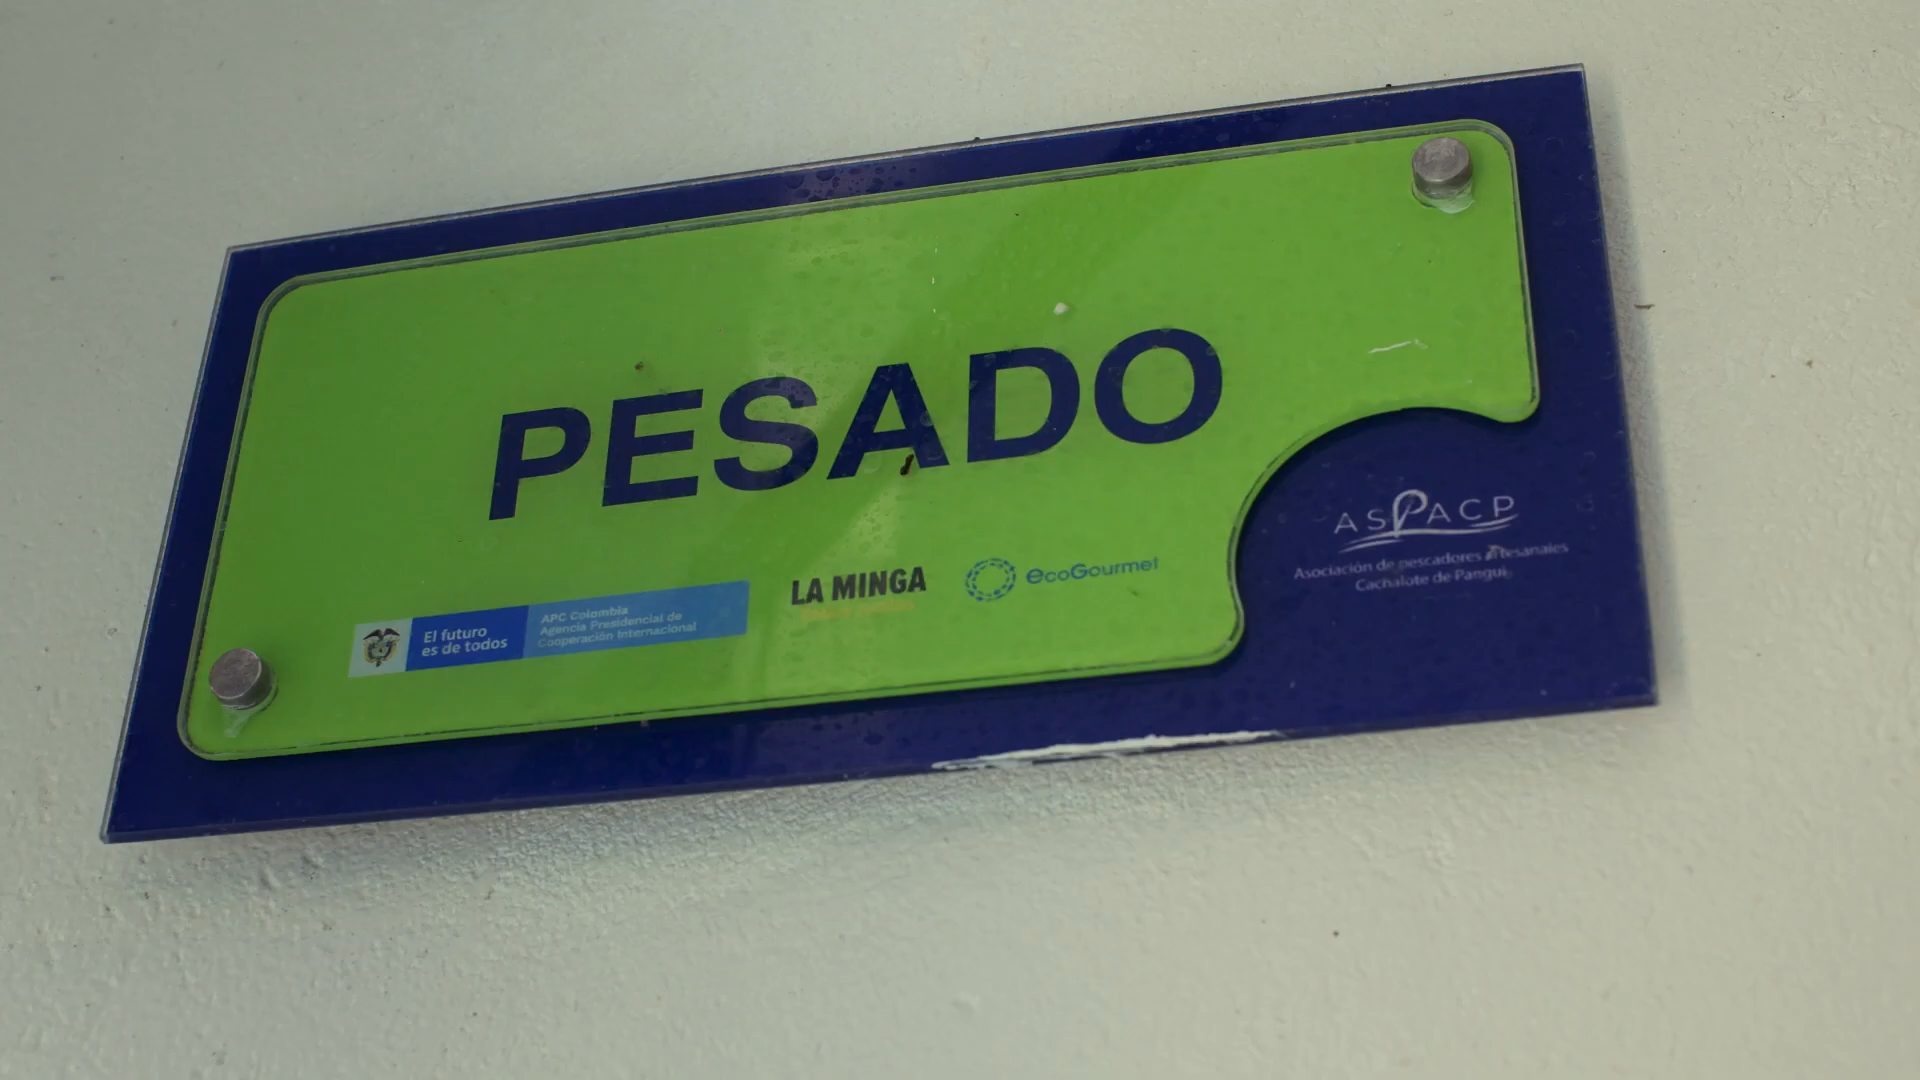 PESADO
El futuro
es de todos
APC Colombia
Agencia Presidencial de
Cooperación Internacional
LA MINGA
ecoGourmet
ASPACP
Asociación de pescadores artesanales
Cachalote de Pangui